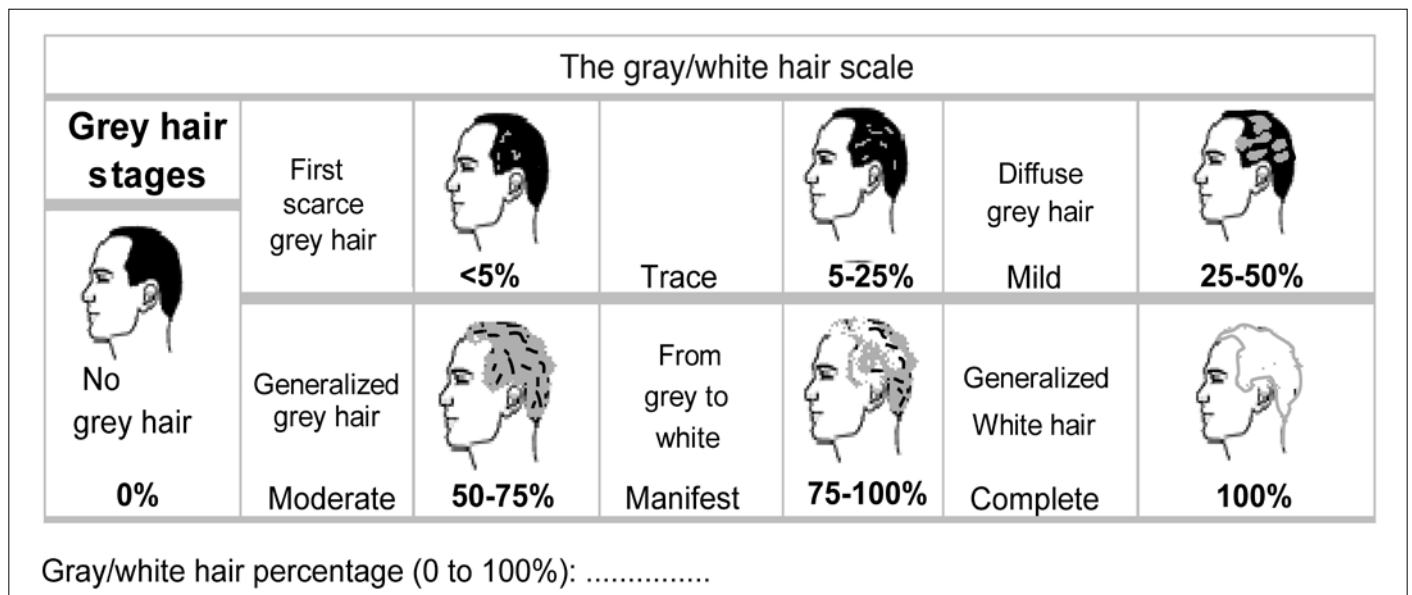 The gray/white hair scale
Grey hair
stages
No
grey hair
0%
First
scarce
grey hair
<5%
Trace
5-25%
Diffuse
grey hair
Mild
25-50%
Generalized
grey hair
Moderate
50-75%
From
grey to
white
Manifest
75-100%
Generalized
White hair
Complete
100%
Gray/white hair percentage (0 to 100%): ...............